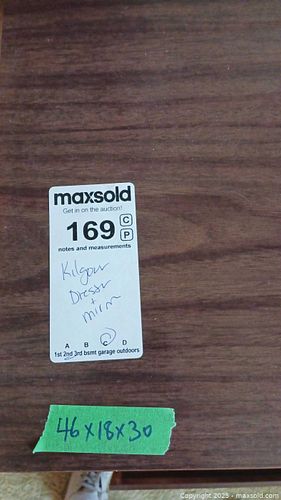 maxsold
Get in on the auction!
169 C
P
notes and measurements
Kilgour
Dresser
+
mirror
A B C D
1st 2nd 3rd bsmt garage outdoors
46x18x30
Copyright 2025 - maxsold.com